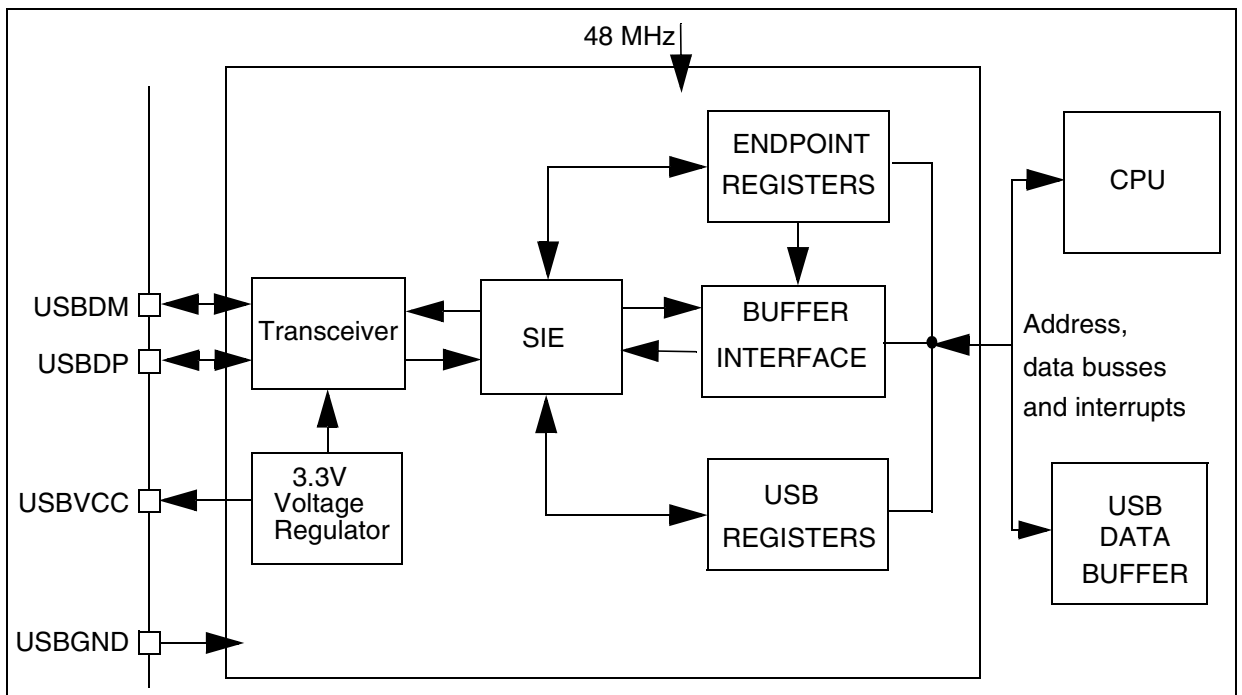 48 MHz
ENDPOINT
REGISTERS
CPU
USBDM
USBDP
Transceiver
SIE
BUFFER
INTERFACE
Address,
data busses
and interrupts
USBVCC
3.3V
Voltage
Regulator
USB
REGISTERS
USB
DATA
BUFFER
USBGND